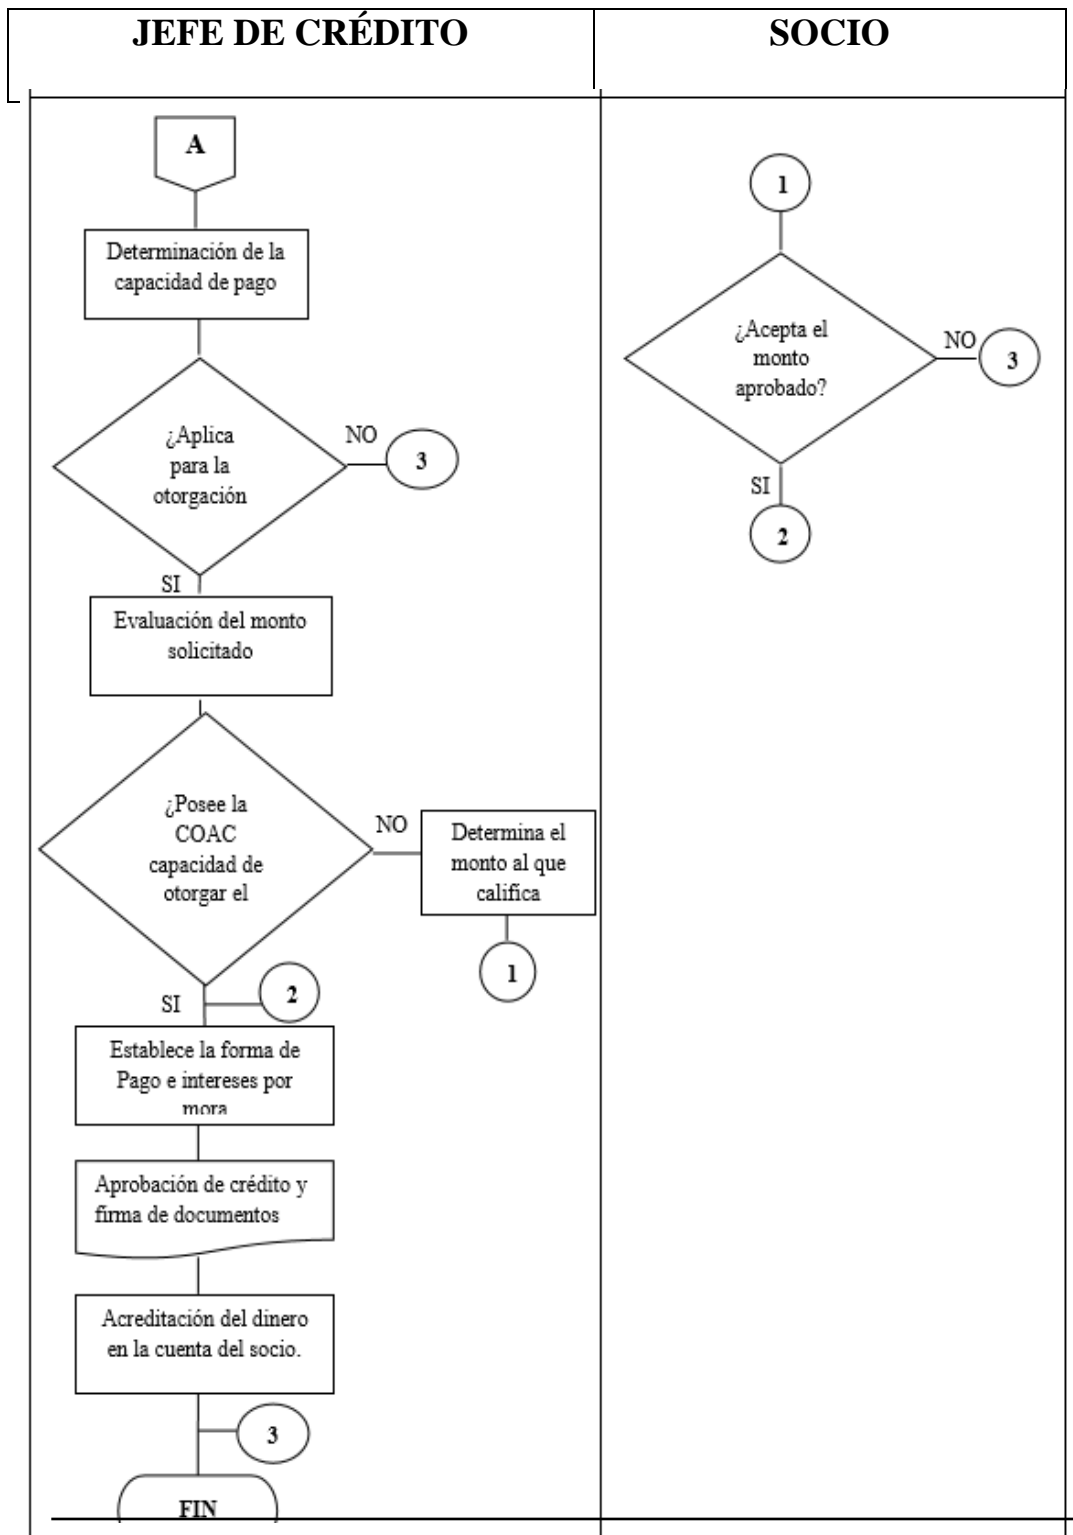 JEFE DE CRÉDITO
SOCIO
A
Determinación de la
capacidad de pago
¿Aplica
para la
otorgación
NO
3
SI
Evaluación del monto
solicitado
¿Posee la
COAC
capacidad de
otorgar el
NO
Determina el
monto al que
califica
1
SI
2
Establece la forma de
Pago e intereses por
mora
Aprobación de crédito y
firma de documentos
Acreditación del dinero
en la cuenta del socio.
3
FIN
1
¿Acepta el
monto
aprobado?
NO
3
SI
2